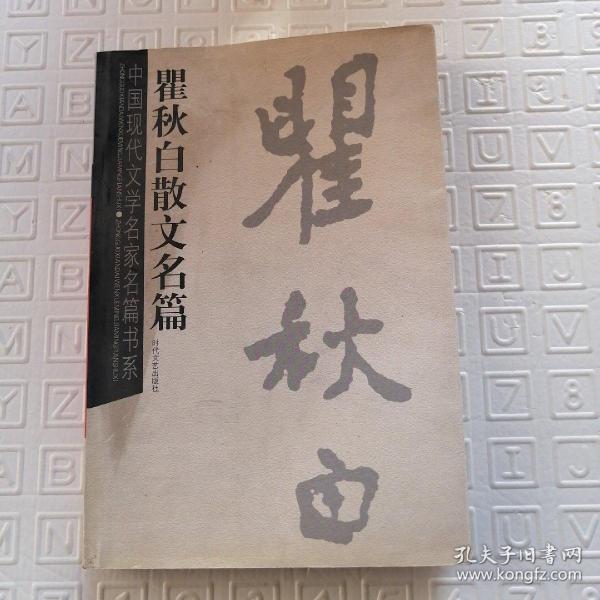 中国现代文学名家名篇书系
瞿秋白散文名篇
时代文艺出版社
瞿秋白
孔夫子旧书网
www.kongfz.com